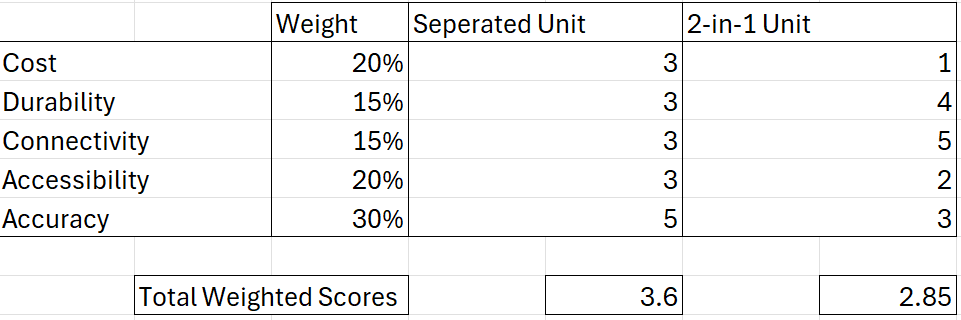 Weight Seperated Unit 2-in-1 Unit
Cost 20% 3 1
Durability 15% 3 4
Connectivity 15% 3 5
Accessibility 20% 3 2
Accuracy 30% 5 3
Total Weighted Scores 3.6 2.85